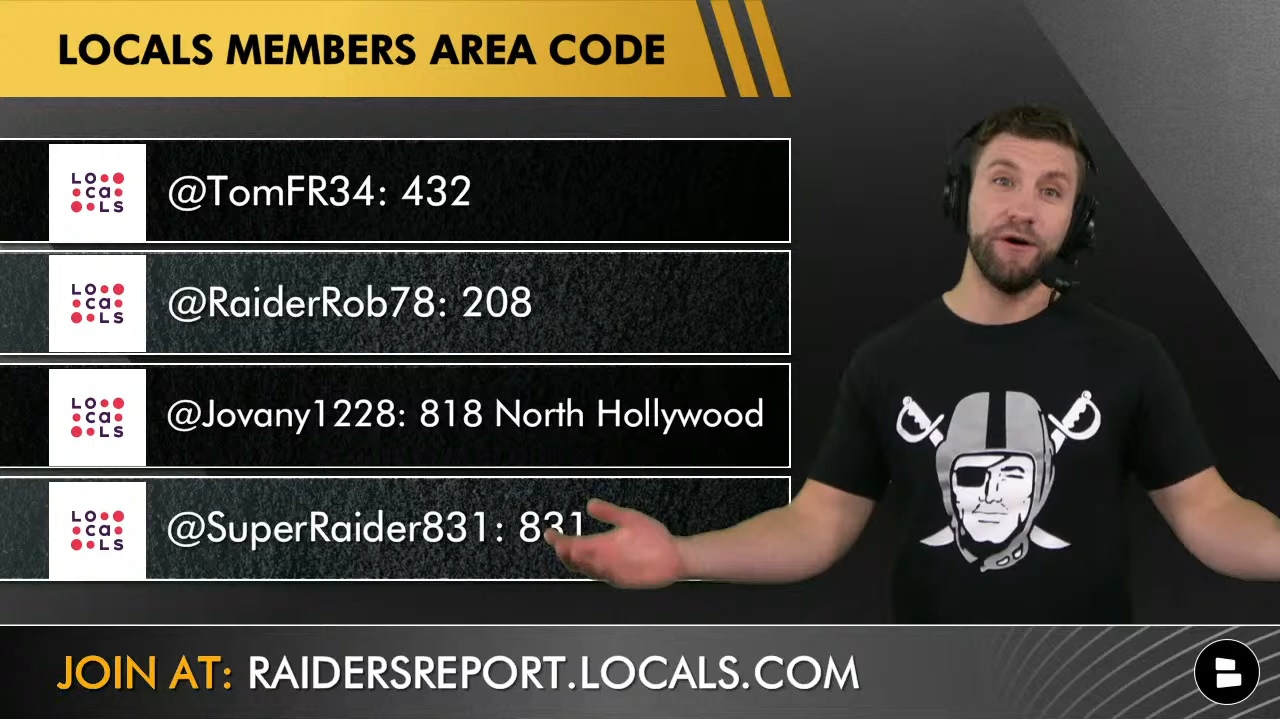 LOCALS MEMBERS AREA CODE
LO
ca
LS
@TomFR34: 432
LO
ca
LS
@RaiderRob78: 208
LO
ca
LS
@Jovany1228: 818 North Hollywood
LO
ca
LS
@SuperRaider831: 831
JOIN AT: RAIDERSREPORT.LOCALS.COM